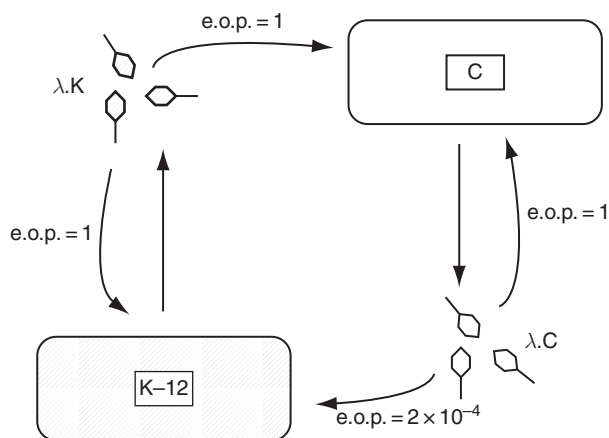 e.o.p. = 1
λ.K
C
e.o.p. = 1
e.o.p. = 1
λ.C
K–12
e.o.p. = 2 × 10⁻⁴